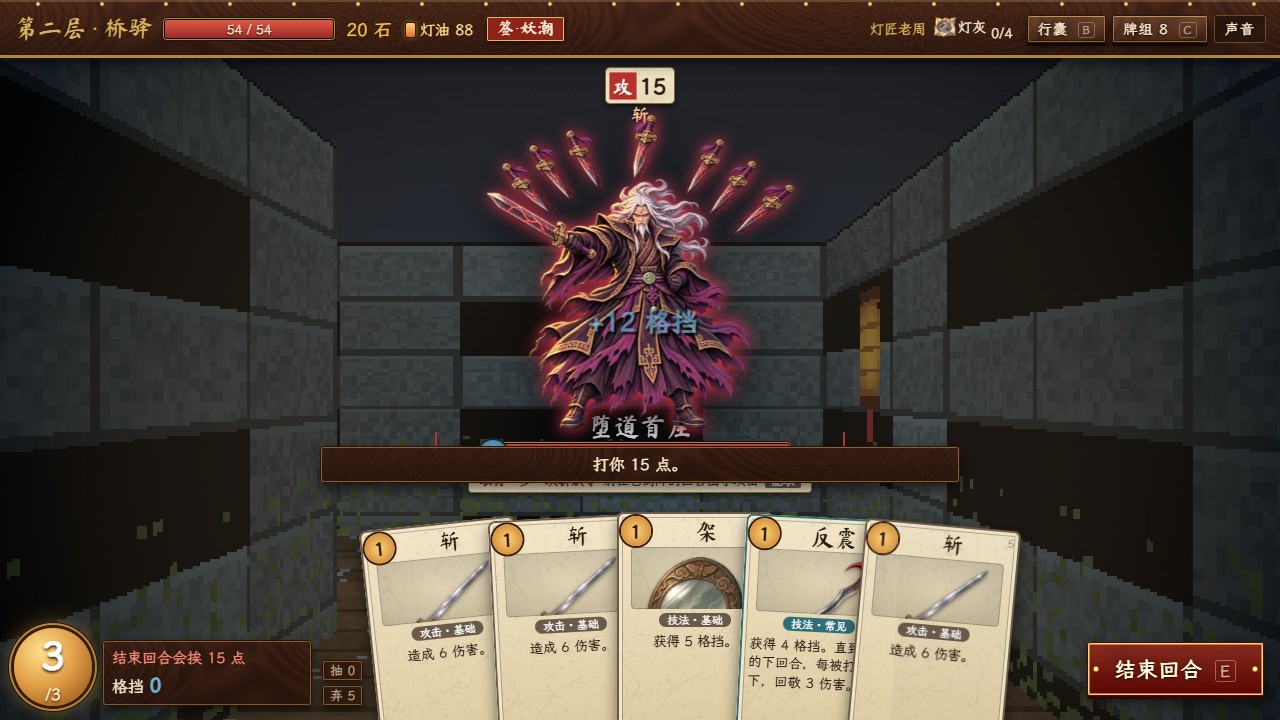 第二层·桥驿
54 / 54
20 石
灯油 88
签·妖潮
灯匠老周
灯灰 0/4
行囊 B
牌组 8 C
声音
攻 15
斩
+12 格挡
堕道首座
打你 15 点。
1 斩
攻击·基础
造成 6 伤害。
1 斩
攻击·基础
造成 6 伤害。
1 架
技法·基础
获得 5 格挡。
1 反震
技法·常见
获得 4 格挡。直到
的下回合，每被打
下，回敬 3 伤害。
1 斩
5
攻击·基础
造成 6 伤害。
3
/3
结束回合会挨 15 点
格挡 0
抽 0
弃 5
结束回合 E